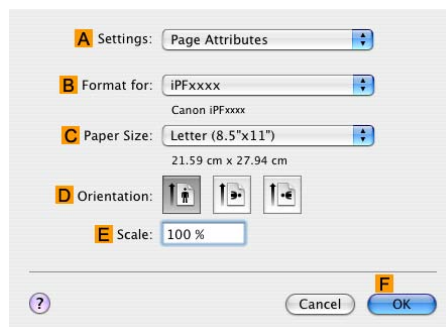 A Settings: Page Attributes
B Format for: iPFxxxx
Canon iPFxxxx
C Paper Size: Letter (8.5"x11")
21.59 cm x 27.94 cm
D Orientation:
E Scale: 100 %
F
? Cancel OK